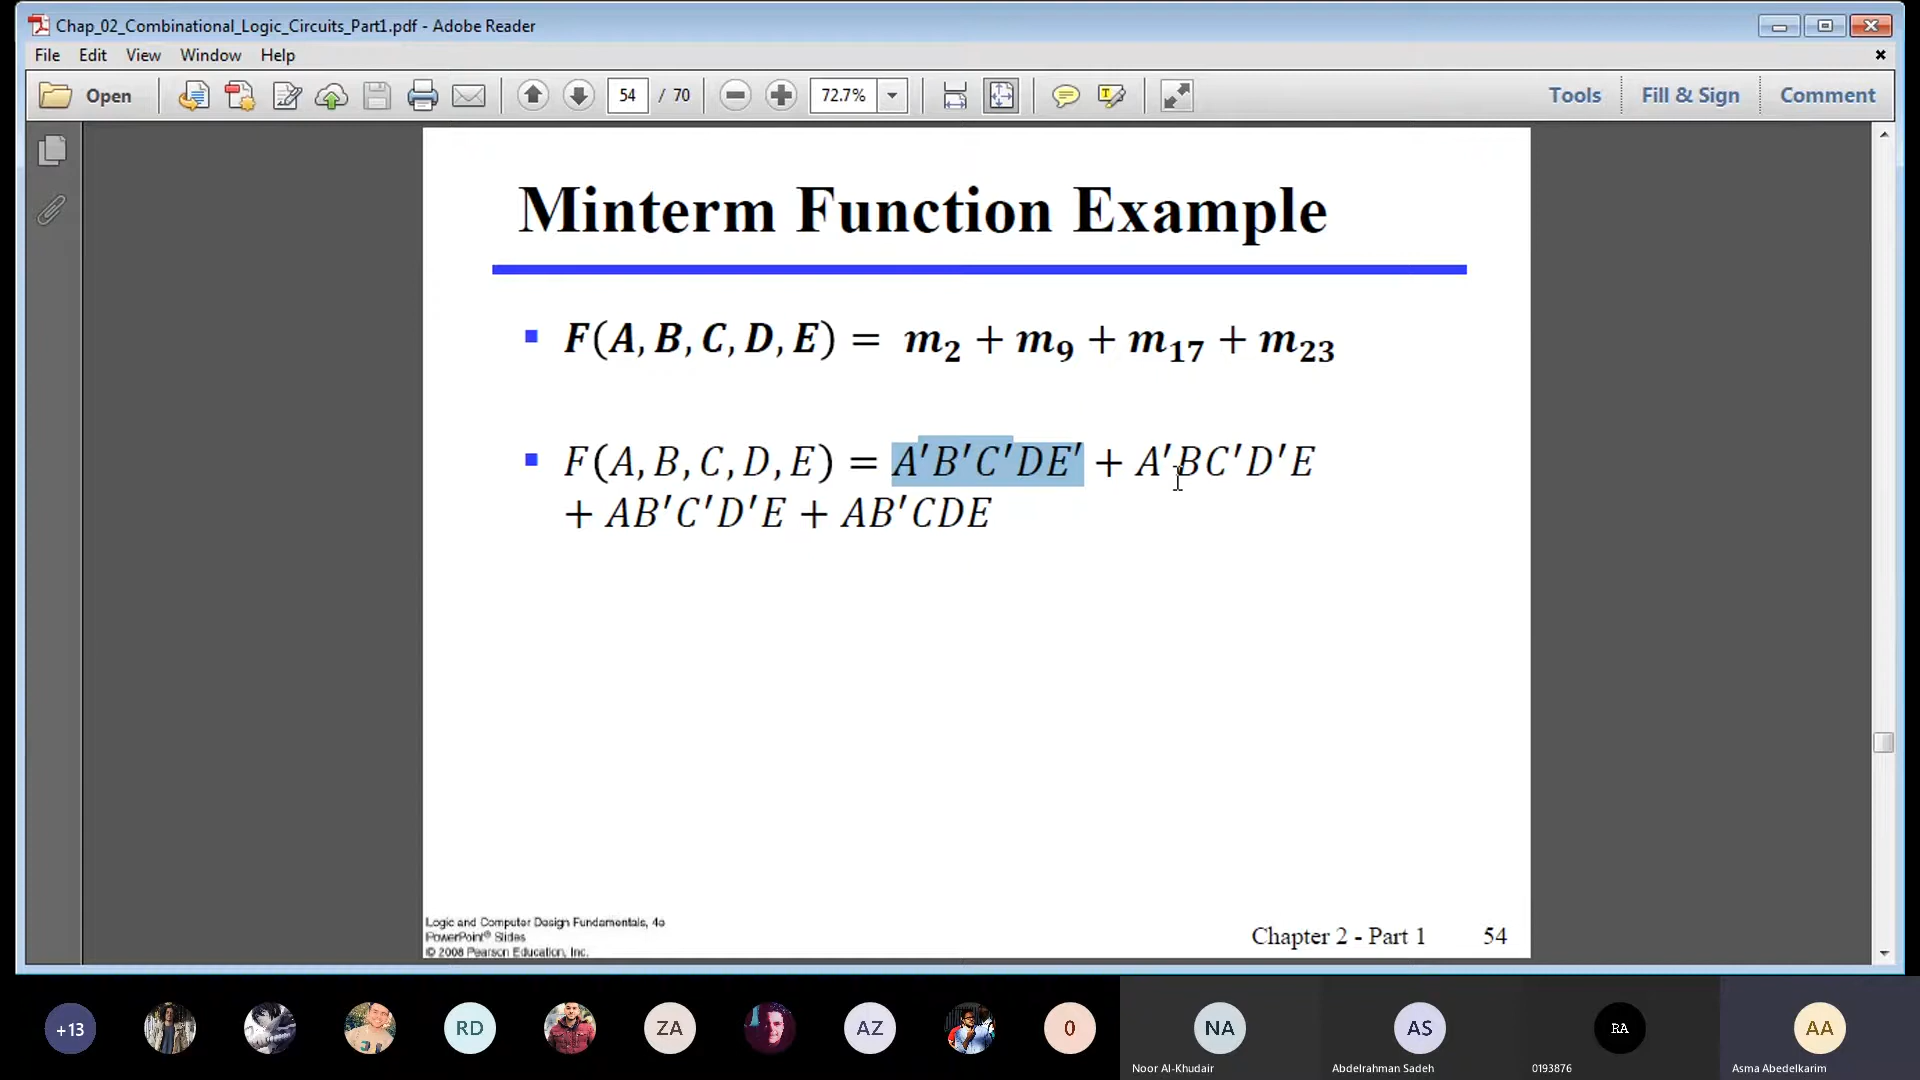 Chap_02_Combinational_Logic_Circuits_Part1.pdf - Adobe Reader
File Edit View Window Help
Open 54 / 70 72.7% Tools Fill & Sign Comment
Minterm Function Example
▪ F(A, B, C, D, E) = m₂ + m₉ + m₁₇ + m₂₃
▪ F(A, B, C, D, E) = A′B′C′DE′ + A′BC′D′E
+ AB′C′D′E + AB′CDE
Logic and Computer Design Fundamentals, 4e
PowerPoint® Slides
© 2008 Pearson Education, Inc.
Chapter 2 - Part 1 54
+13 RD ZA AZ O NA AS RA AA
Noor Al-Khudair Abdelrahman Sadeh 0193876 Asma Abedelkarim